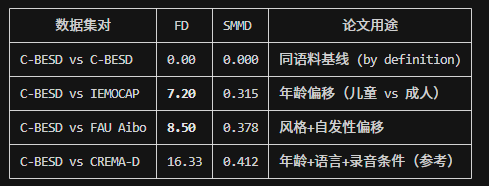 数据集对 FD SMMD 论文用途
C-BESD vs C-BESD 0.00 0.000 同语料基线 (by definition)
C-BESD vs IEMOCAP 7.20 0.315 年龄偏移（儿童 vs 成人）
C-BESD vs FAU Aibo 8.50 0.378 风格+自发性偏移
C-BESD vs CREMA-D 16.33 0.412 年龄+语言+录音条件（参考）